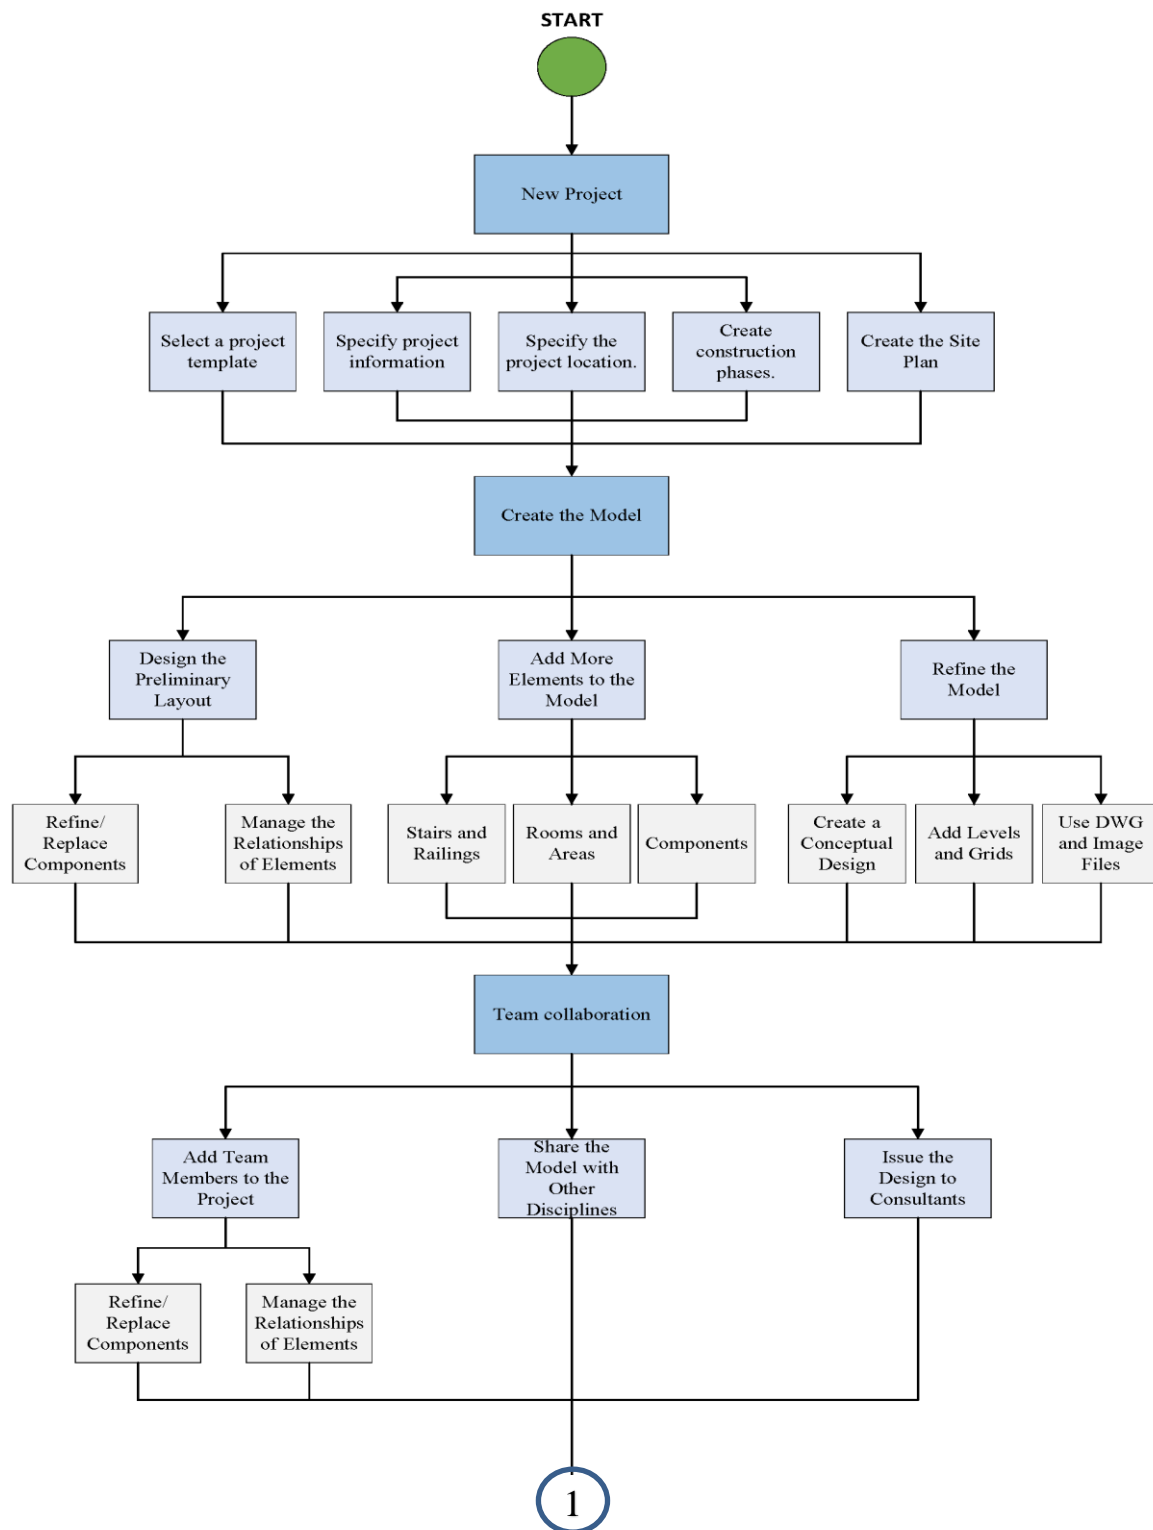 START
New Project
Select a project
template
Specify project
information
Specify the
project location.
Create
construction
phases.
Create the Site
Plan
Create the Model
Design the
Preliminary
Layout
Add More
Elements to the
Model
Refine the
Model
Refine/
Replace
Components
Manage the
Relationships
of Elements
Stairs and
Railings
Rooms and
Areas
Components
Create a
Conceptual
Design
Add Levels
and Grids
Use DWG
and Image
Files
Team collaboration
Add Team
Members to the
Project
Share the
Model with
Other
Disciplines
Issue the
Design to
Consultants
Refine/
Replace
Components
Manage the
Relationships
of Elements
1